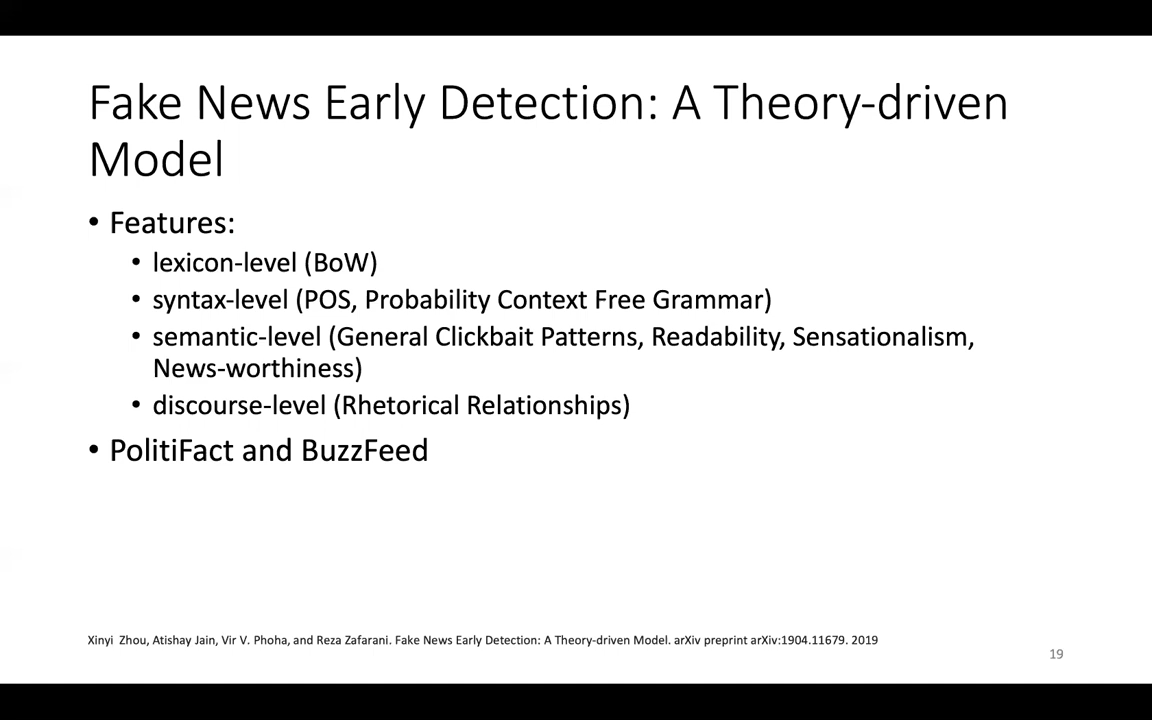 Fake News Early Detection: A Theory-driven
Model
• Features:
• lexicon-level (BoW)
• syntax-level (POS, Probability Context Free Grammar)
• semantic-level (General Clickbait Patterns, Readability, Sensationalism,
News-worthiness)
• discourse-level (Rhetorical Relationships)
• PolitiFact and BuzzFeed
Xinyi Zhou, Atishay Jain, Vir V. Phoha, and Reza Zafarani. Fake News Early Detection: A Theory-driven Model. arXiv preprint arXiv:1904.11679. 2019
19